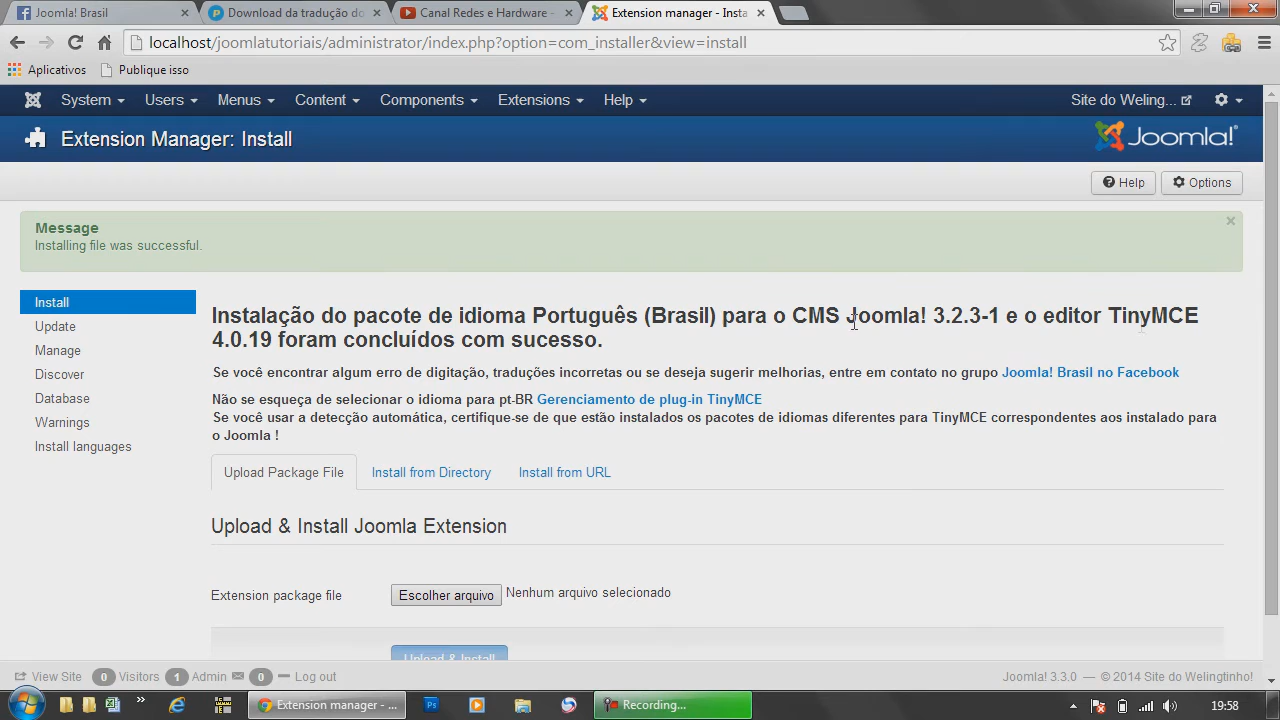 Joomla! Brasil
Download da tradução do
Canal Redes e Hardware -
Extension manager - Insta
localhost/joomlatutoriais/administrator/index.php?option=com_installer&view=install
Aplicativos
Publique isso
System
Users
Menus
Content
Components
Extensions
Help
Site do Weling...
Extension Manager: Install
Joomla!
Help
Options
Message
Installing file was successful.
Install
Update
Manage
Discover
Database
Warnings
Install languages
Instalação do pacote de idioma Português (Brasil) para o CMS Joomla! 3.2.3-1 e o editor TinyMCE
4.0.19 foram concluídos com sucesso.
Se você encontrar algum erro de digitação, traduções incorretas ou se deseja sugerir melhorias, entre em contato no grupo Joomla! Brasil no Facebook
Não se esqueça de selecionar o idioma para pt-BR Gerenciamento de plug-in TinyMCE
Se você usar a detecção automática, certifique-se de que estão instalados os pacotes de idiomas diferentes para TinyMCE correspondentes aos instalado para
o Joomla !
Upload Package File
Install from Directory
Install from URL
Upload & Install Joomla Extension
Extension package file
Escolher arquivo
Nenhum arquivo selecionado
Upload & Install
View Site
0 Visitors
1 Admin
0
Log out
Joomla! 3.3.0 — © 2014 Site do Welingtinho!
Extension manager - ...
Recording...
19:58